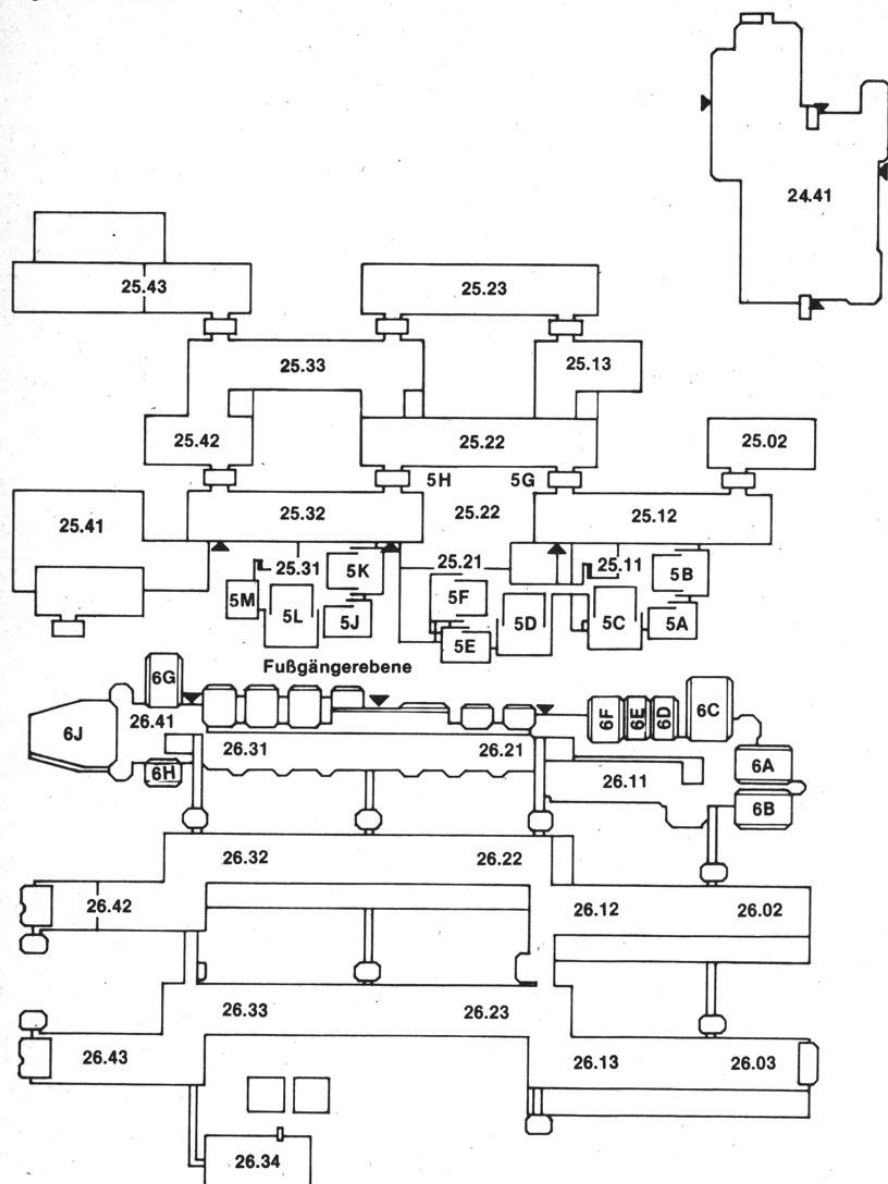 24.41
25.43
25.23
25.33
25.13
25.42
25.22
25.02
5H
5G
25.41
25.32
25.22
25.12
25.31
5K
25.21
25.11
5B
5M
5L
5J
5F
5E
5D
5C
5A
Fußgängerebene
6G
6J
26.41
6H
26.31
26.21
6F
6E
6D
6C
6A
26.11
6B
26.32
26.22
26.42
26.12
26.02
26.33
26.23
26.43
26.13
26.03
26.34